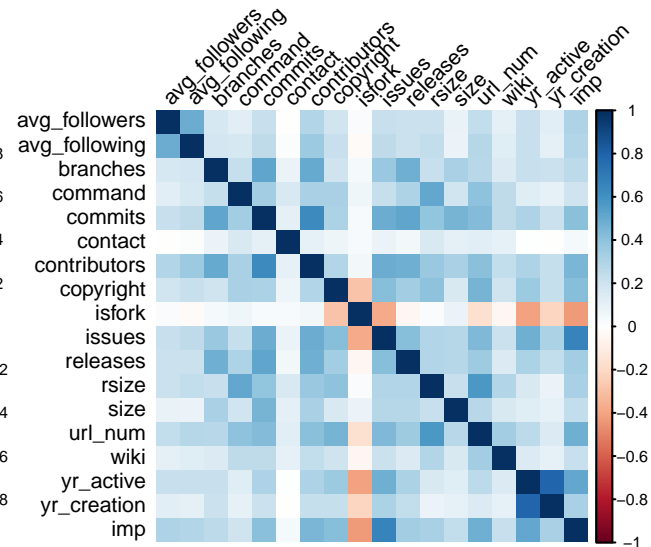 avg_followers
avg_following
branches
command
commits
contact
contributors
copyright
isfork
issues
releases
rsize
size
url_num
wiki
yr_active
yr_creation
imp
avg_followers
avg_following
branches
command
commits
contact
contributors
copyright
isfork
issues
releases
rsize
size
url_num
wiki
yr_active
yr_creation
imp
1
0.8
0.6
0.4
0.2
0
−0.2
−0.4
−0.6
−0.8
−1